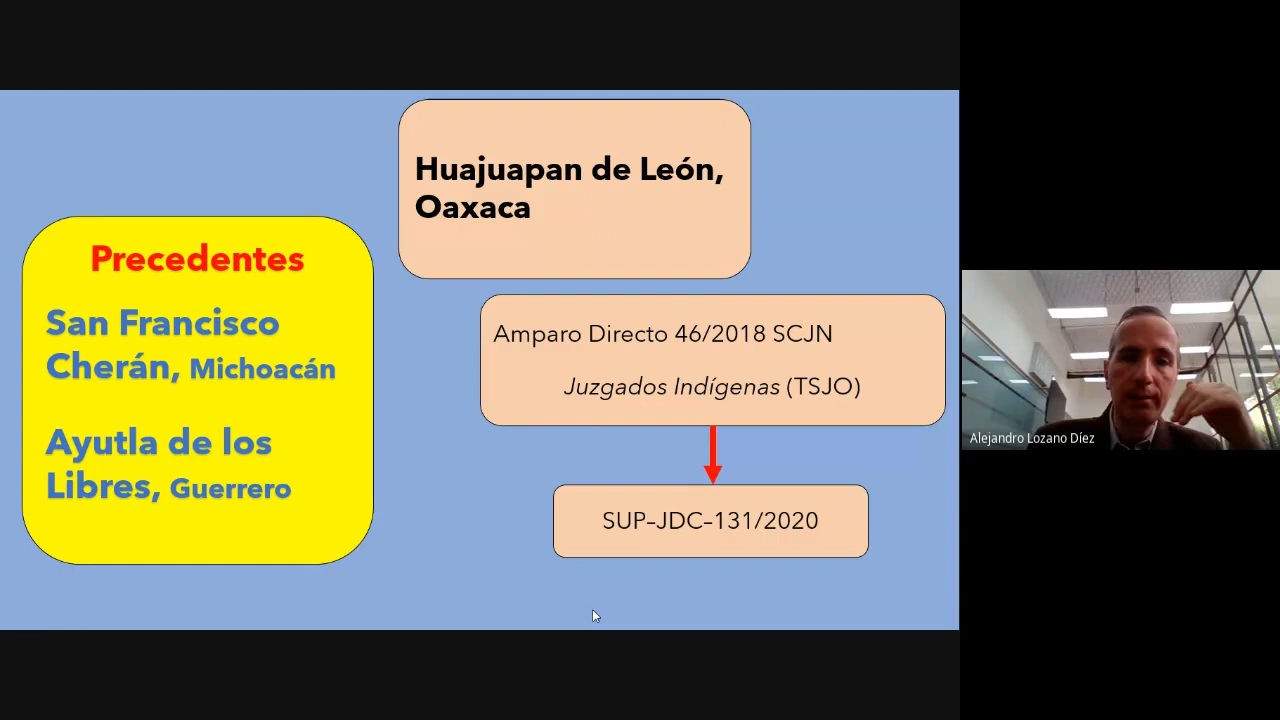 Huajuapan de León,
Oaxaca
Precedentes
San Francisco
Cherán, Michoacán
Ayutla de los
Libres, Guerrero
Amparo Directo 46/2018 SCJN
Juzgados Indígenas (TSJO)
SUP–JDC–131/2020
Alejandro Lozano Díez